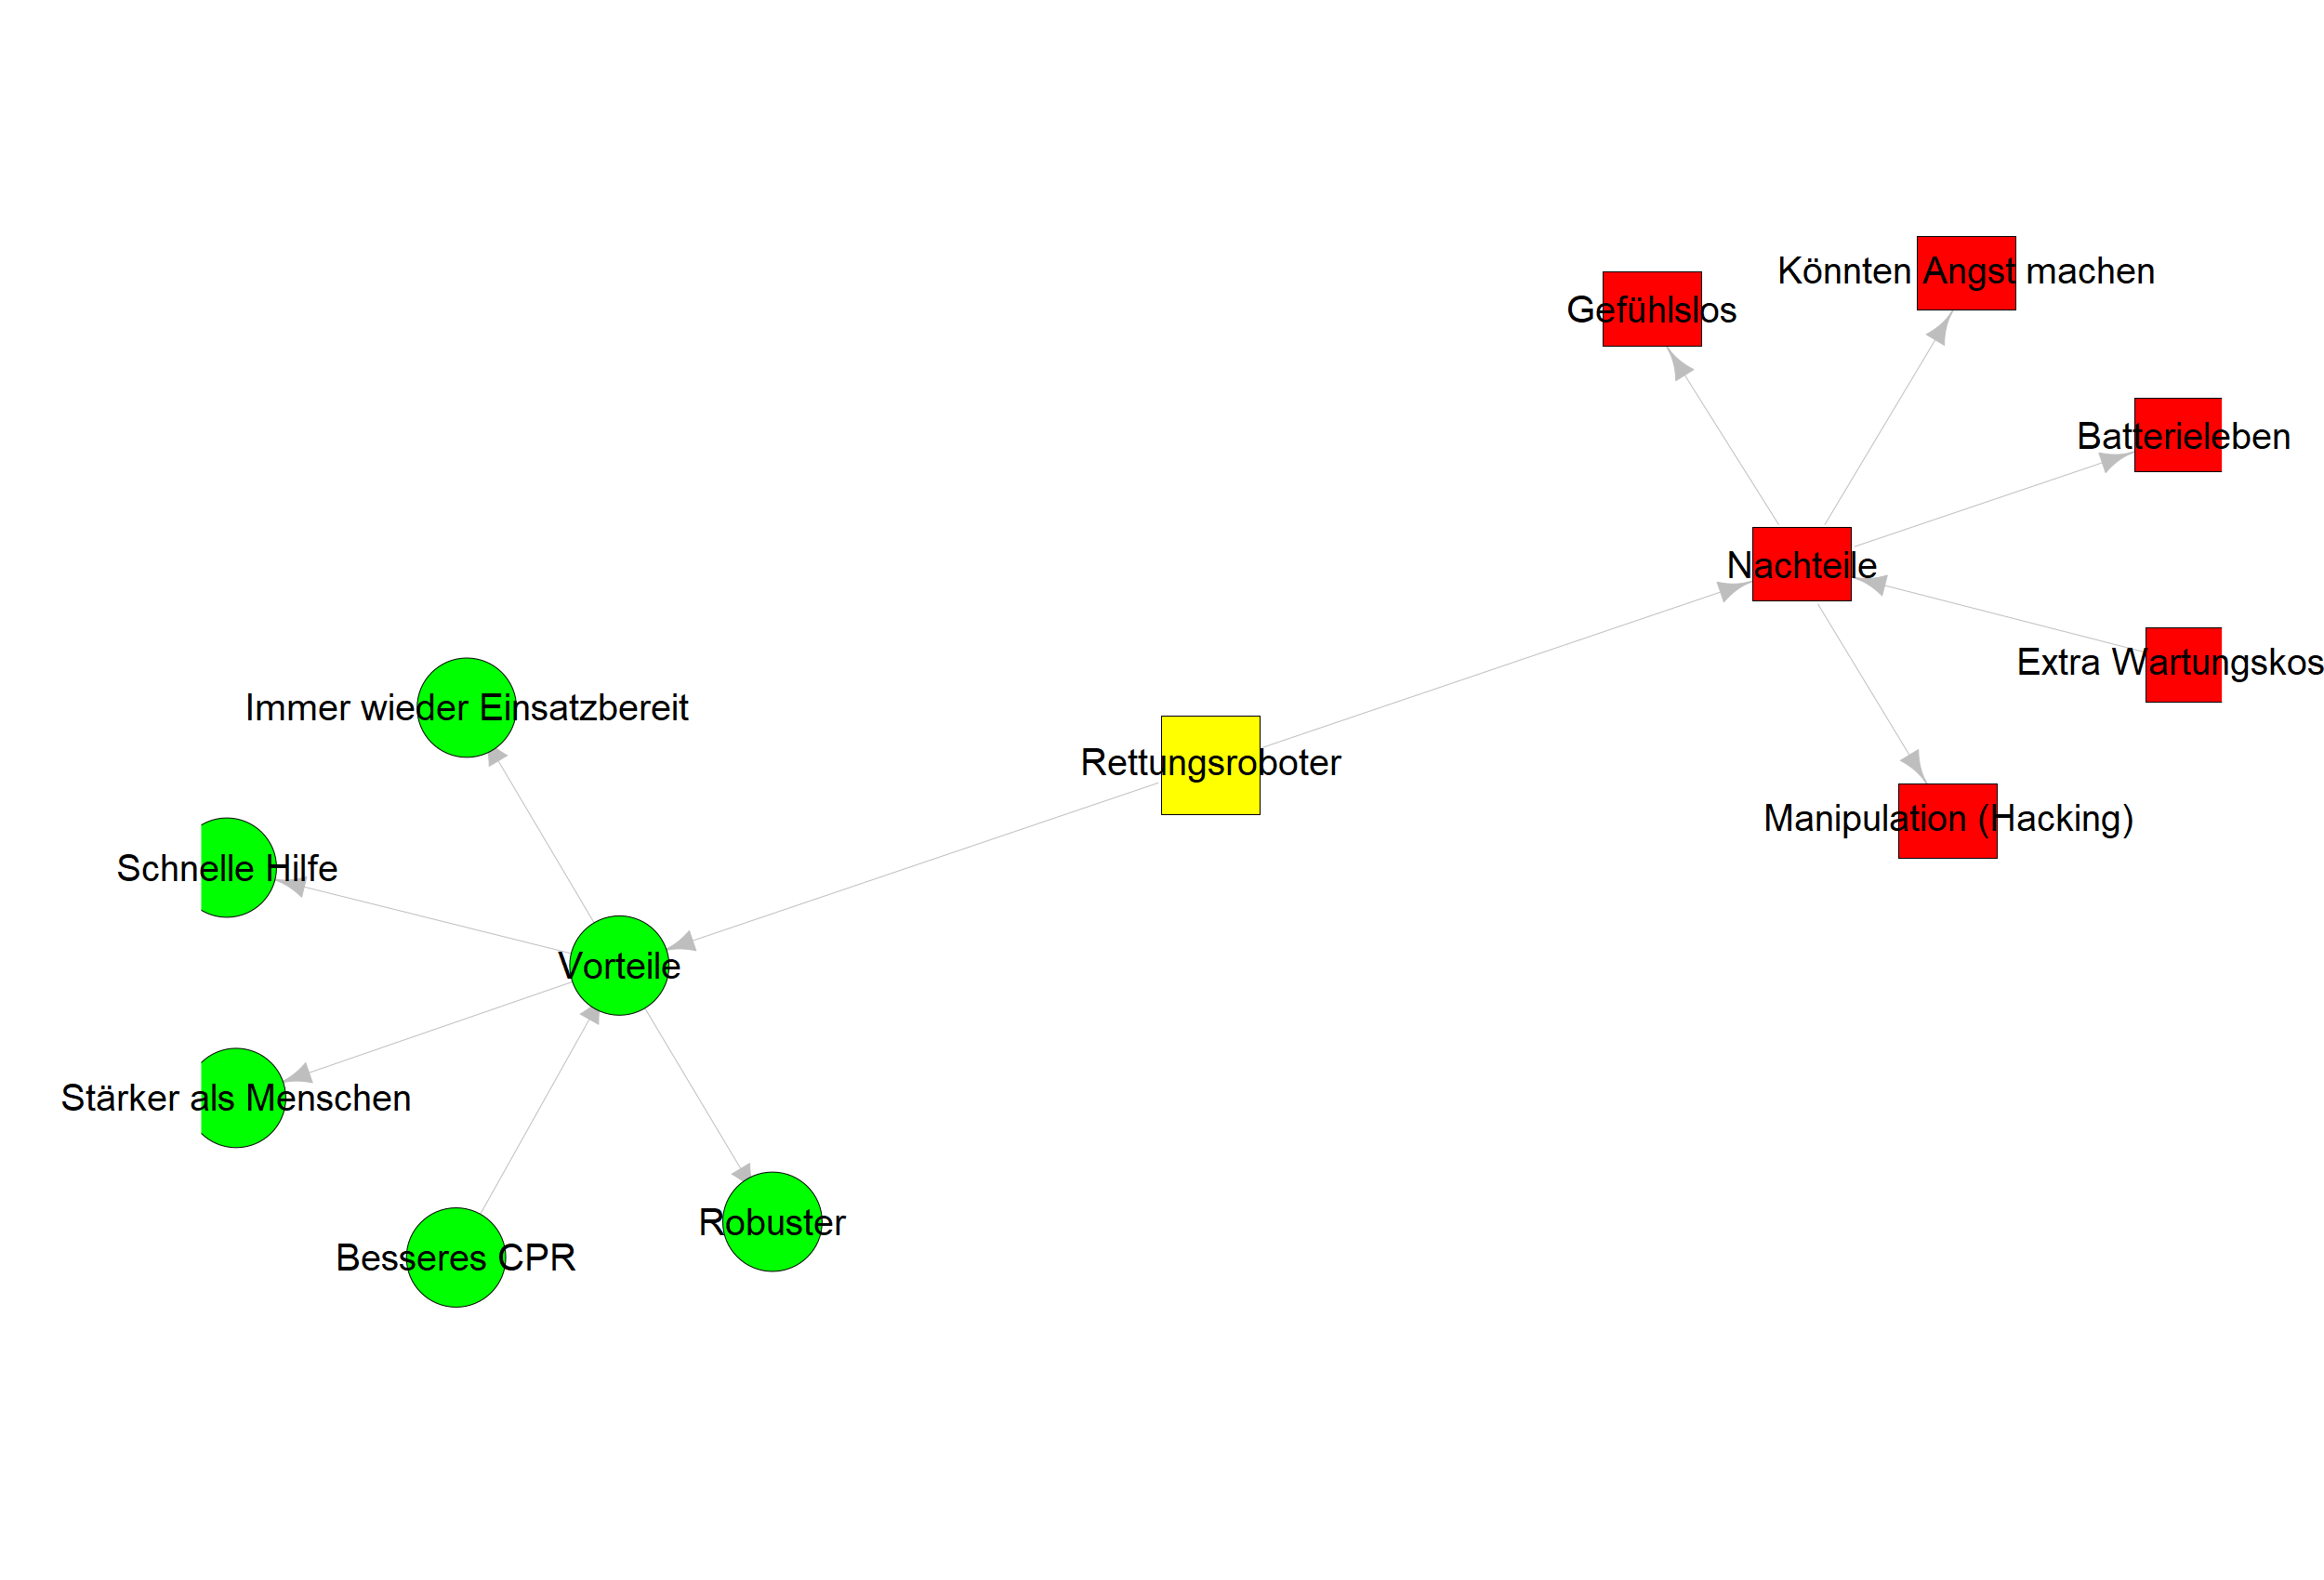 Könnten Angst machen
Gefühlslos
Batterieleben
Nachteile
Extra Wartungskos
Immer wieder Einsatzbereit
Rettungsroboter
Manipulation (Hacking)
Schnelle Hilfe
Vorteile
Stärker als Menschen
Robuster
Besseres CPR